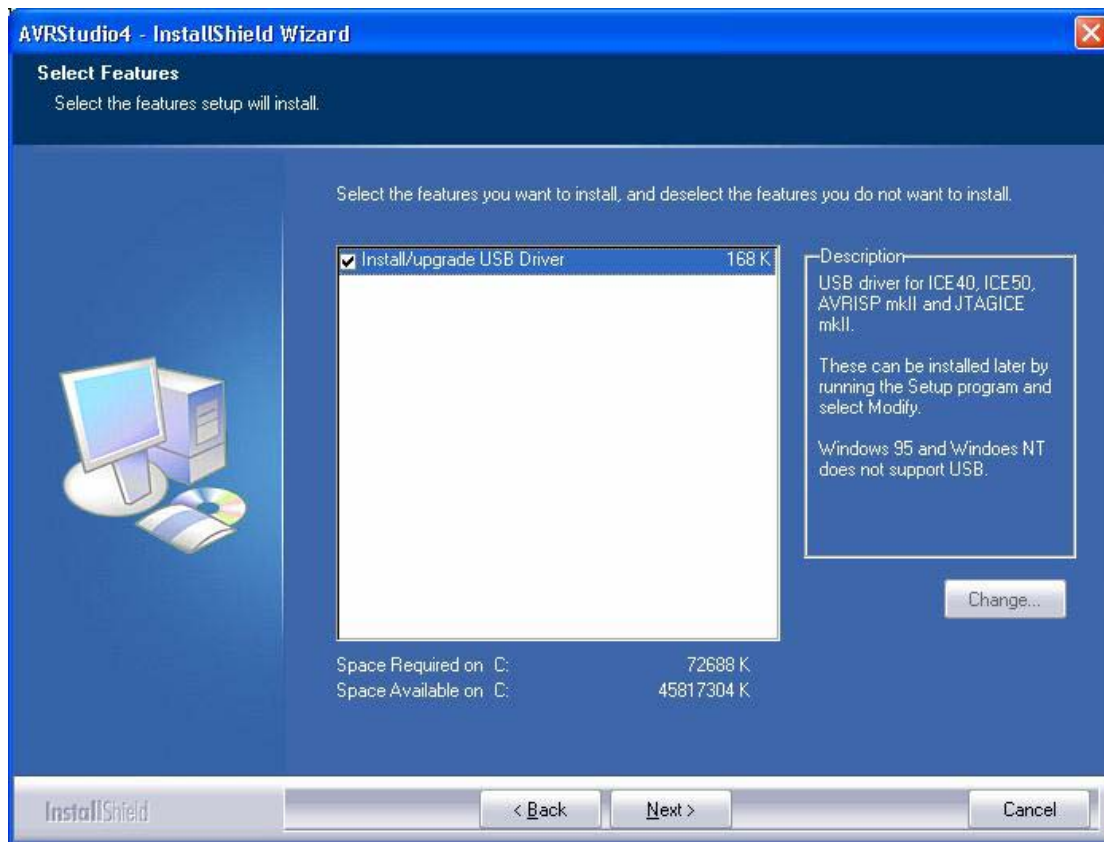 AVRStudio4 - InstallShield Wizard
Select Features
Select the features setup will install.
Select the features you want to install, and deselect the features you do not want to install.
Install/upgrade USB Driver 168 K
Description
USB driver for ICE40, ICE50,
AVRISP mkII and JTAGICE
mkII.
These can be installed later by
running the Setup program and
select Modify.
Windows 95 and Windoes NT
does not support USB.
Change...
Space Required on C: 72688 K
Space Available on C: 45817304 K
InstallShield
< Back
Next >
Cancel